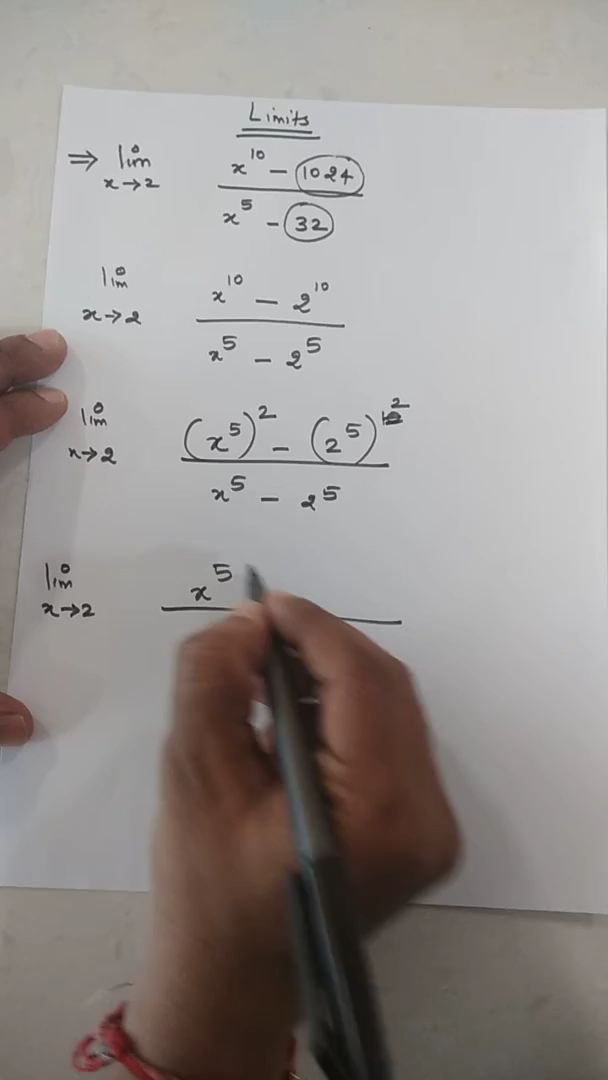 Limits
⇒ lim x→2 (x^10 - 1024) / (x^5 - 32)
lim x→2 (x^10 - 2^10) / (x^5 - 2^5)
lim x→2 ((x^5)^2 - (2^5)^2) / (x^5 - 2^5)
lim x→2 x^5